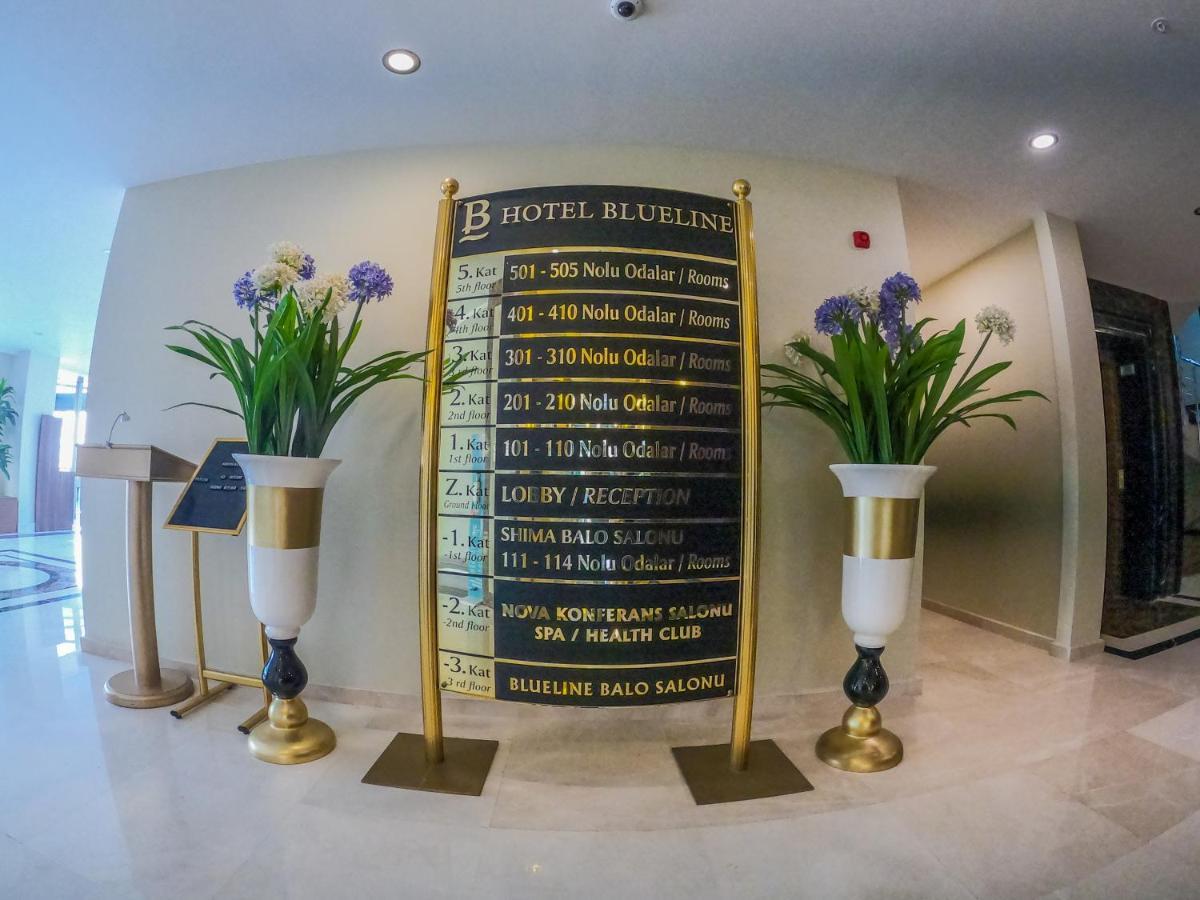 B HOTEL BLUELINE
5. Kat 501 - 505 Nolu Odalar / Rooms
5th floor
4. Kat 401 - 410 Nolu Odalar / Rooms
4th floor
3. Kat 301 - 310 Nolu Odalar / Rooms
3rd floor
2. Kat 201 - 210 Nolu Odalar / Rooms
2nd floor
1. Kat 101 - 110 Nolu Odalar / Rooms
1st floor
Z. Kat LOBBY / RECEPTION
Ground Floor
-1. Kat SHIMA BALO SALONU
-1st floor 111 - 114 Nolu Odalar / Rooms
-2. Kat NOVA KONFERANS SALONU
-2nd floor SPA / HEALTH CLUB
-3. Kat BLUELINE BALO SALONU
-3 rd floor